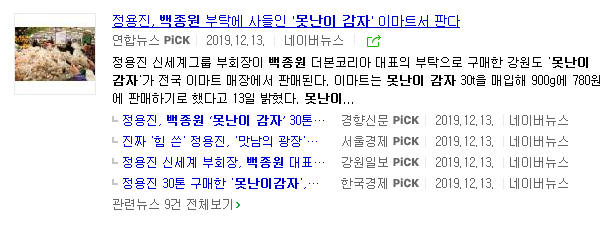 정용진, 백종원 부탁에 사들인 '못난이 감자' 이마트서 판다
연합뉴스 PiCK 2019.12.13. 네이버뉴스
정용진 신세계그룹 부회장이 백종원 더본코리아 대표의 부탁으로 구매한 강원도 '못난이
감자'가 전국 이마트 매장에서 판매된다. 이마트는 못난이 감자 30t을 매입해 900g에 780원
에 판매하기로 했다고 13일 밝혔다. 못난이...
정용진, 백종원 '못난이 감자' 30톤… 경향신문 PiCK 2019.12.13. 네이버뉴스
진짜 '힘 쓴' 정용진, '맛남의 광장'… 서울경제 PiCK 2019.12.13. 네이버뉴스
정용진 신세계 부회장, 백종원 대표… 강원일보 PiCK 2019.12.13. 네이버뉴스
정용진 30톤 구매한 '못난이감자',… 한국경제 PiCK 2019.12.13. 네이버뉴스
관련뉴스 9건 전체보기